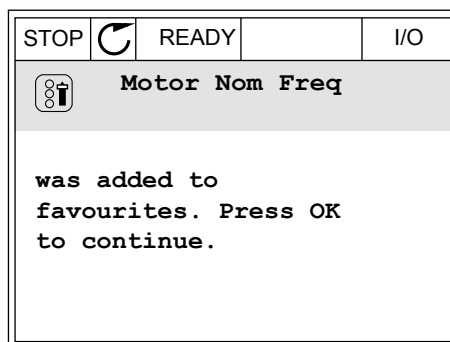 STOP READY I/O
Motor Nom Freq
was added to
favourites. Press OK
to continue.